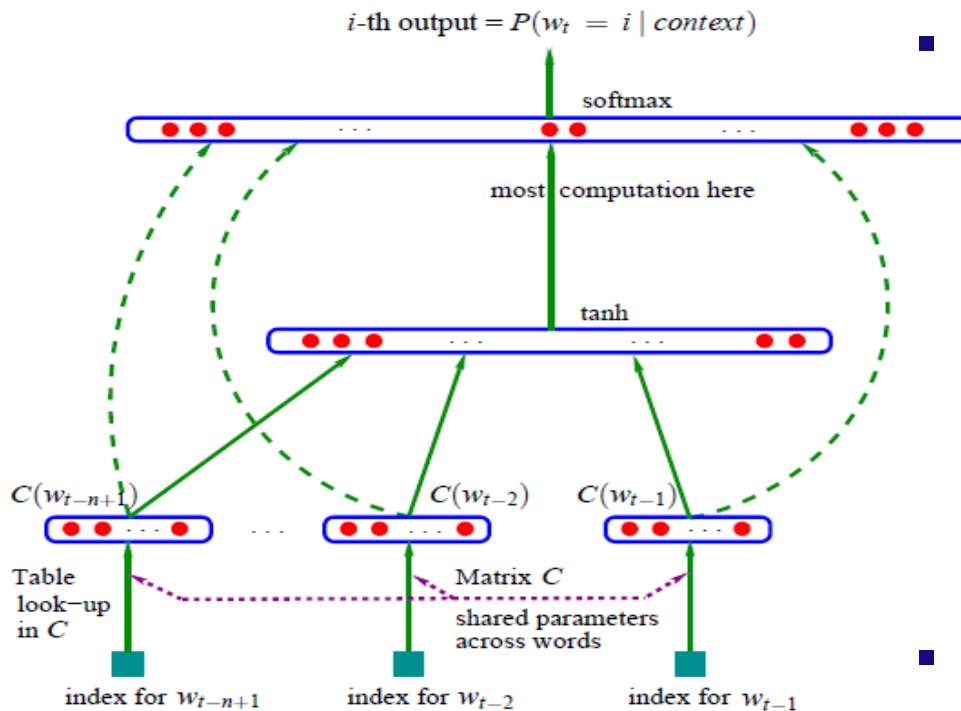 i-th output = P(w_t = i | context)
softmax
. . .
. . .
most computation here
tanh
. . .
. . .
C(w_{t−n+1})
C(w_{t−2})
C(w_{t−1})
. . .
. . .
. . .
. . .
Table
look−up
in C
Matrix C
shared parameters
across words
index for w_{t−n+1}
index for w_{t−2}
index for w_{t−1}